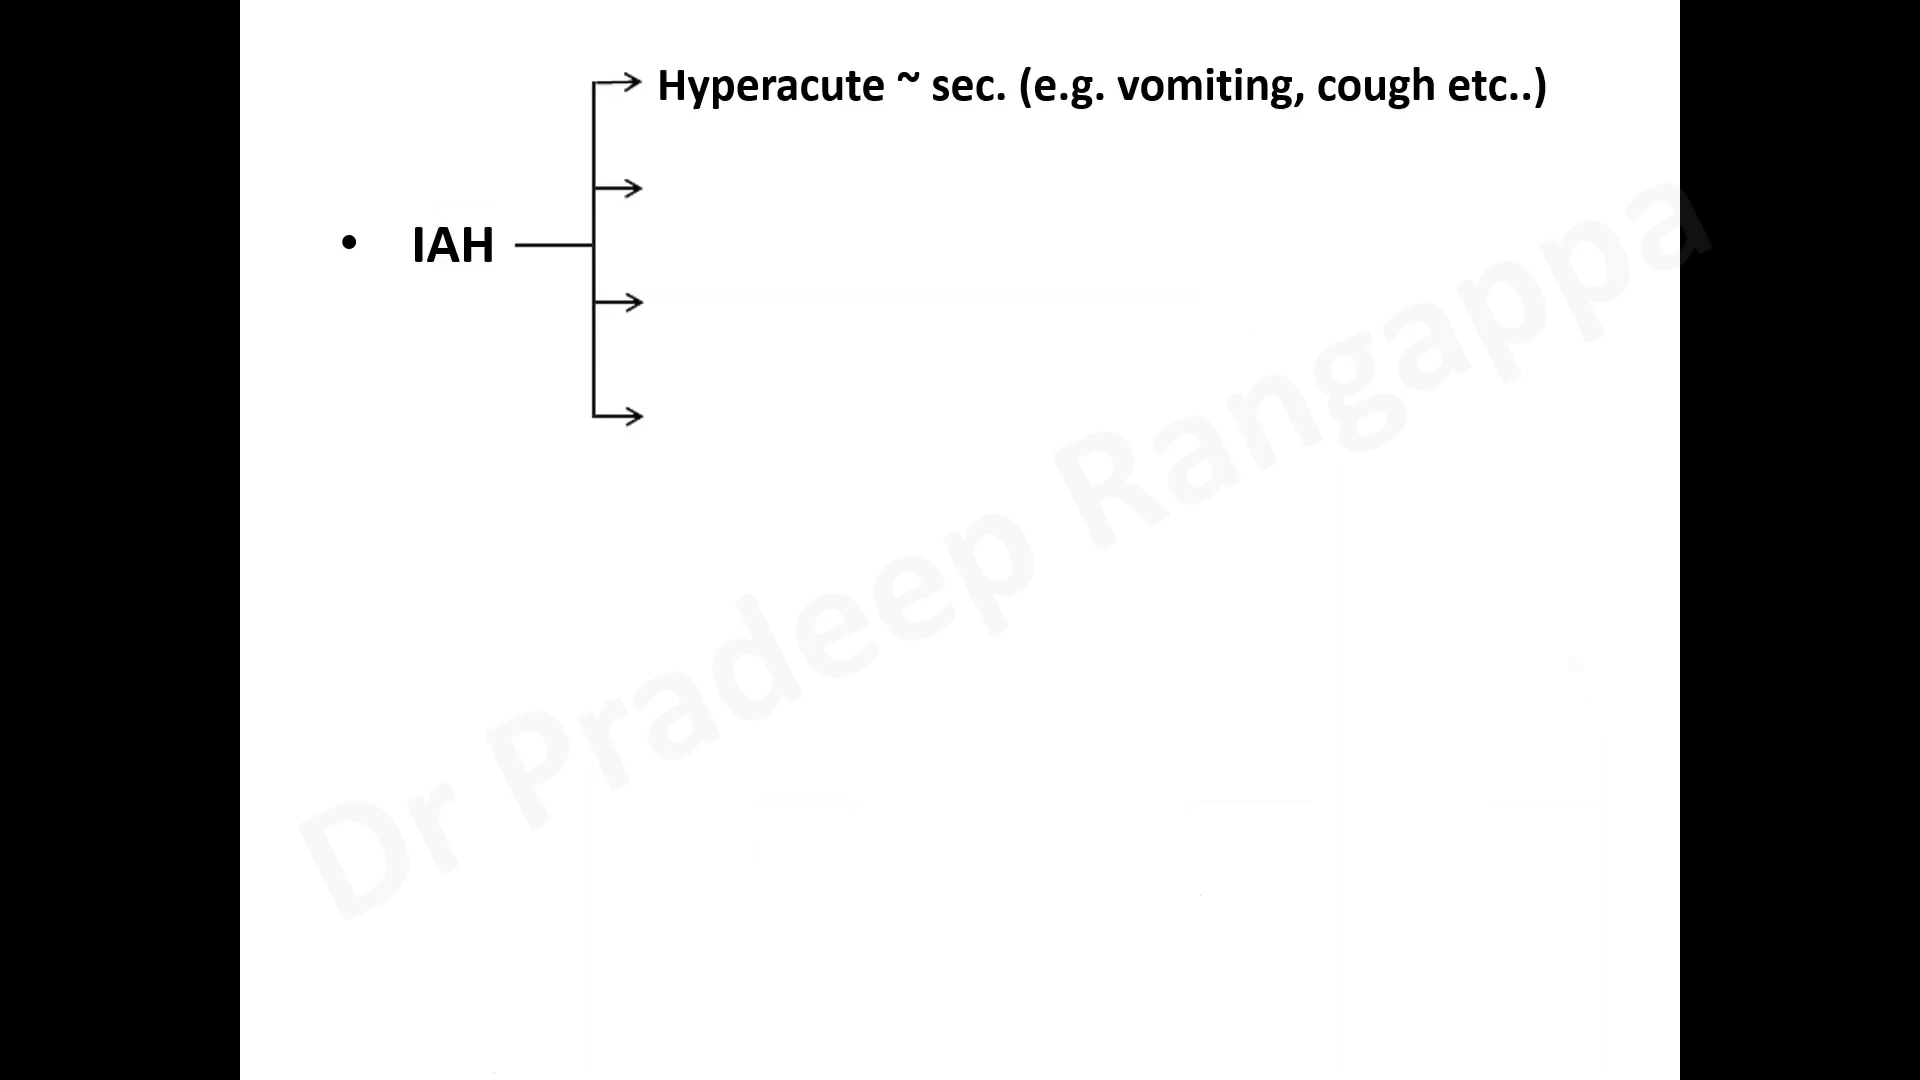 Hyperacute ~ sec. (e.g. vomiting, cough etc..)
• IAH
Dr Pradeep Rangappa